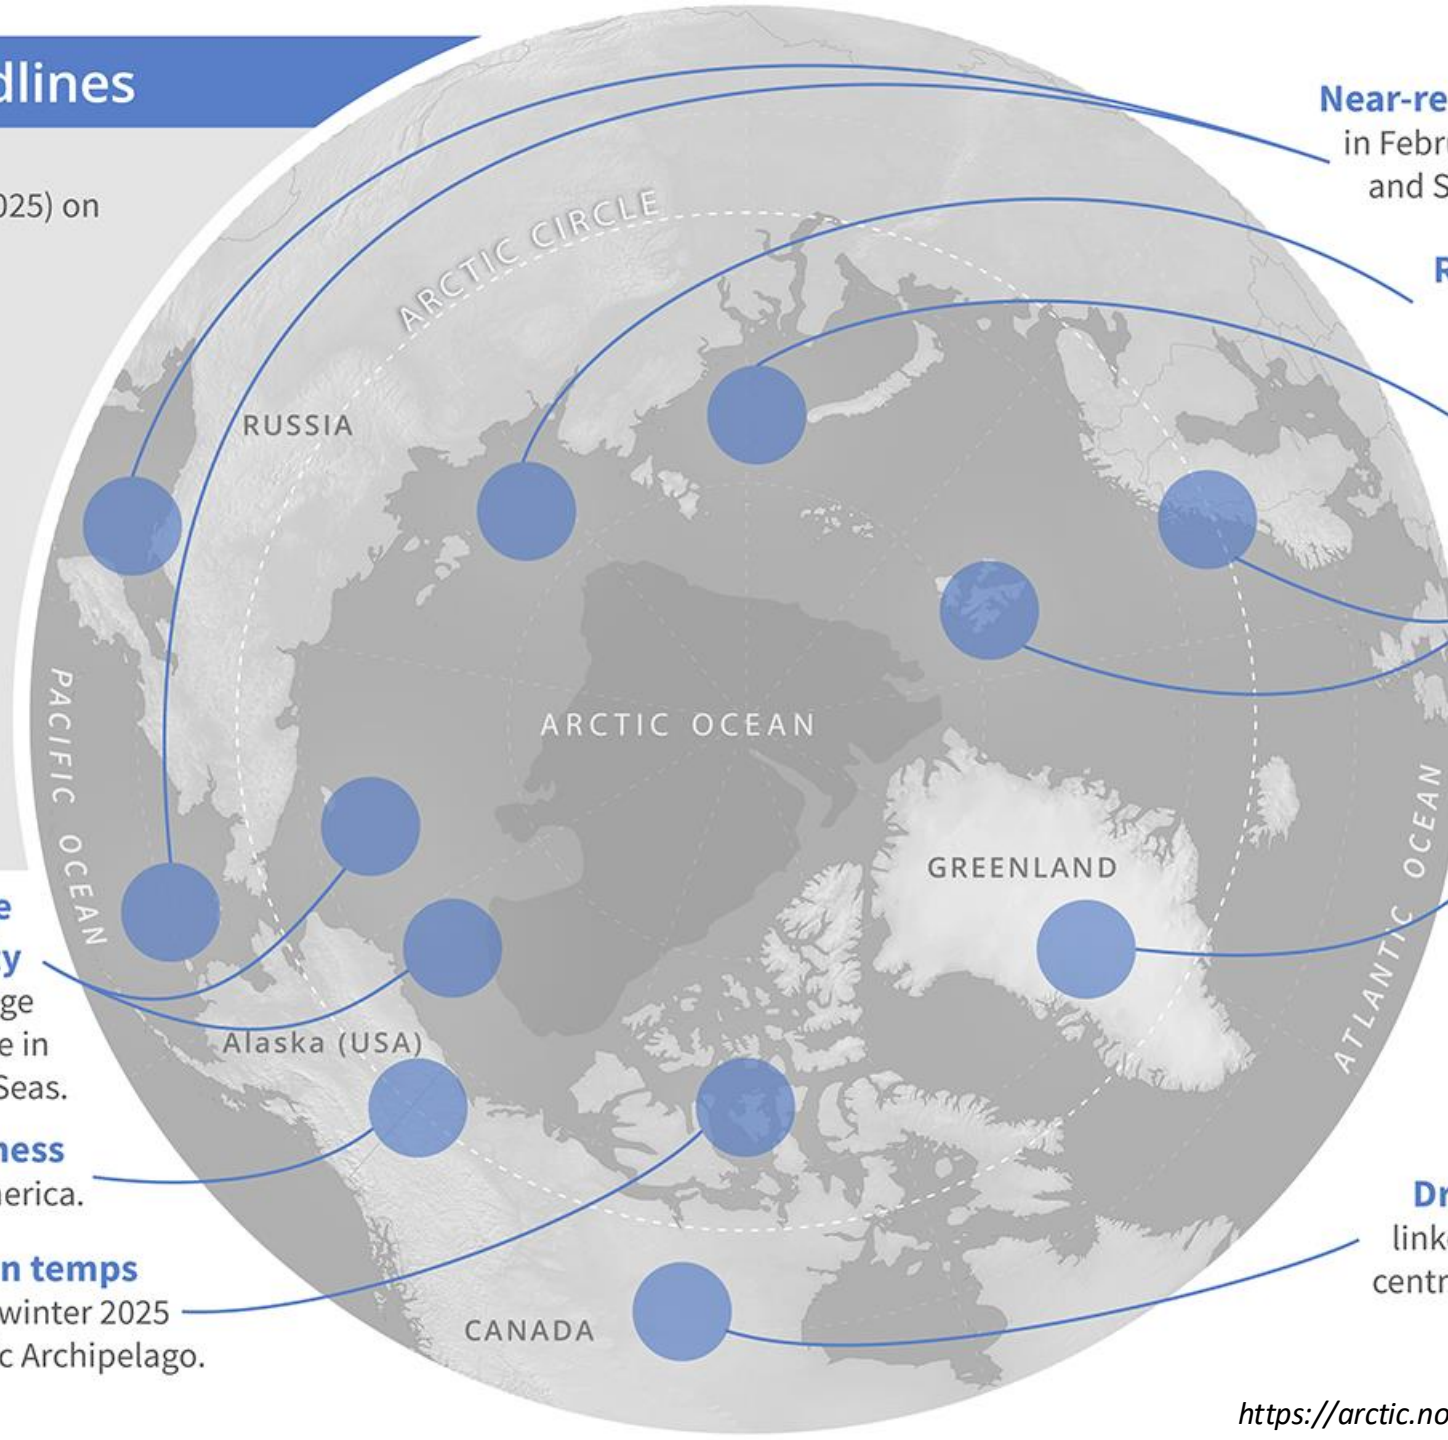 dlines
025) on
Near-re
in Febru
and S
R
ARCTIC CIRCLE
RUSSIA
PACIFIC OCEAN
ARCTIC OCEAN
GREENLAND
ATLANTIC OCEAN
e
ty
ge
e in
Seas.
Alaska (USA)
ness
erica.
n temps
winter 2025
c Archipelago.
CANADA
Dr
link
centr
https://arctic.no